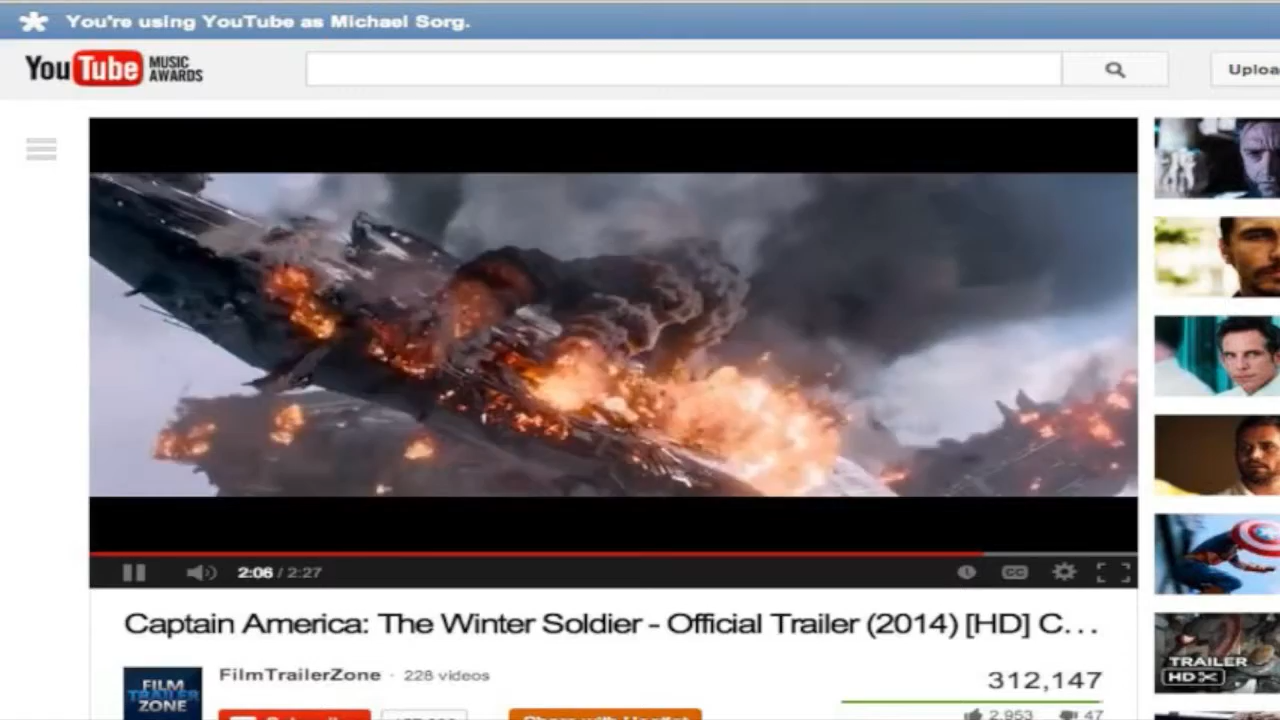 You're using YouTube as Michael Sorg.
YouTube MUSIC AWARDS
Uploa
2:06 / 2:27
CC
Captain America: The Winter Soldier - Official Trailer (2014) [HD] C...
FILM TRAILER ZONE
FilmTrailerZone · 228 videos
312,147
2,953 47
TRAILER
HD